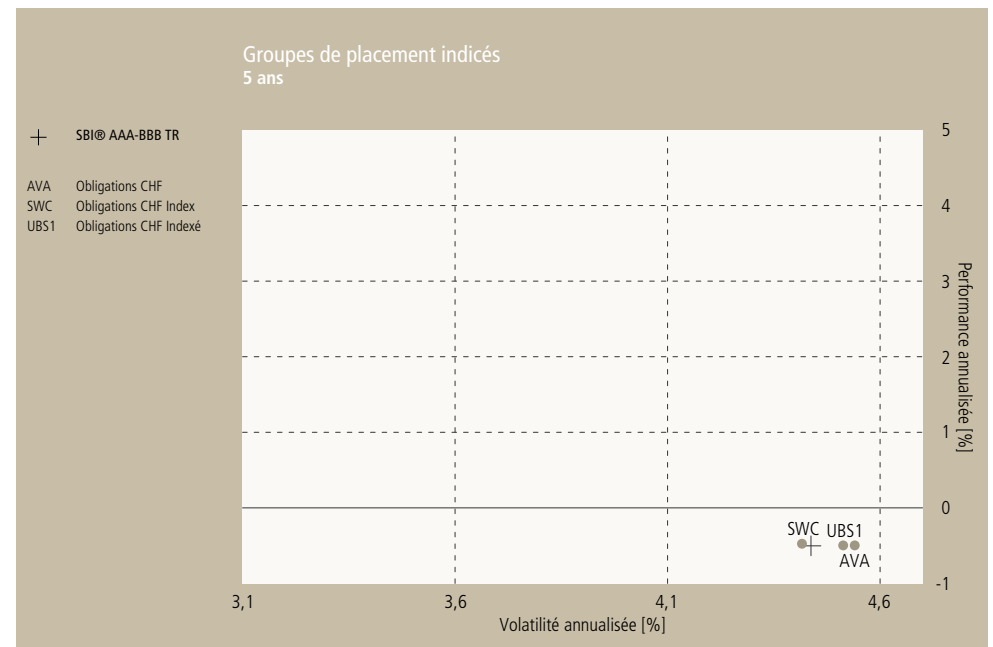 Groupes de placement indicés
5 ans
SBI® AAA-BBB TR
AVA Obligations CHF
SWC Obligations CHF Index
UBS1 Obligations CHF Indexé
5
4
3
2
1
0
-1
Performance annualisée [%]
SWC UBS1
AVA
3,1 3,6 4,1 4,6
Volatilité annualisée [%]